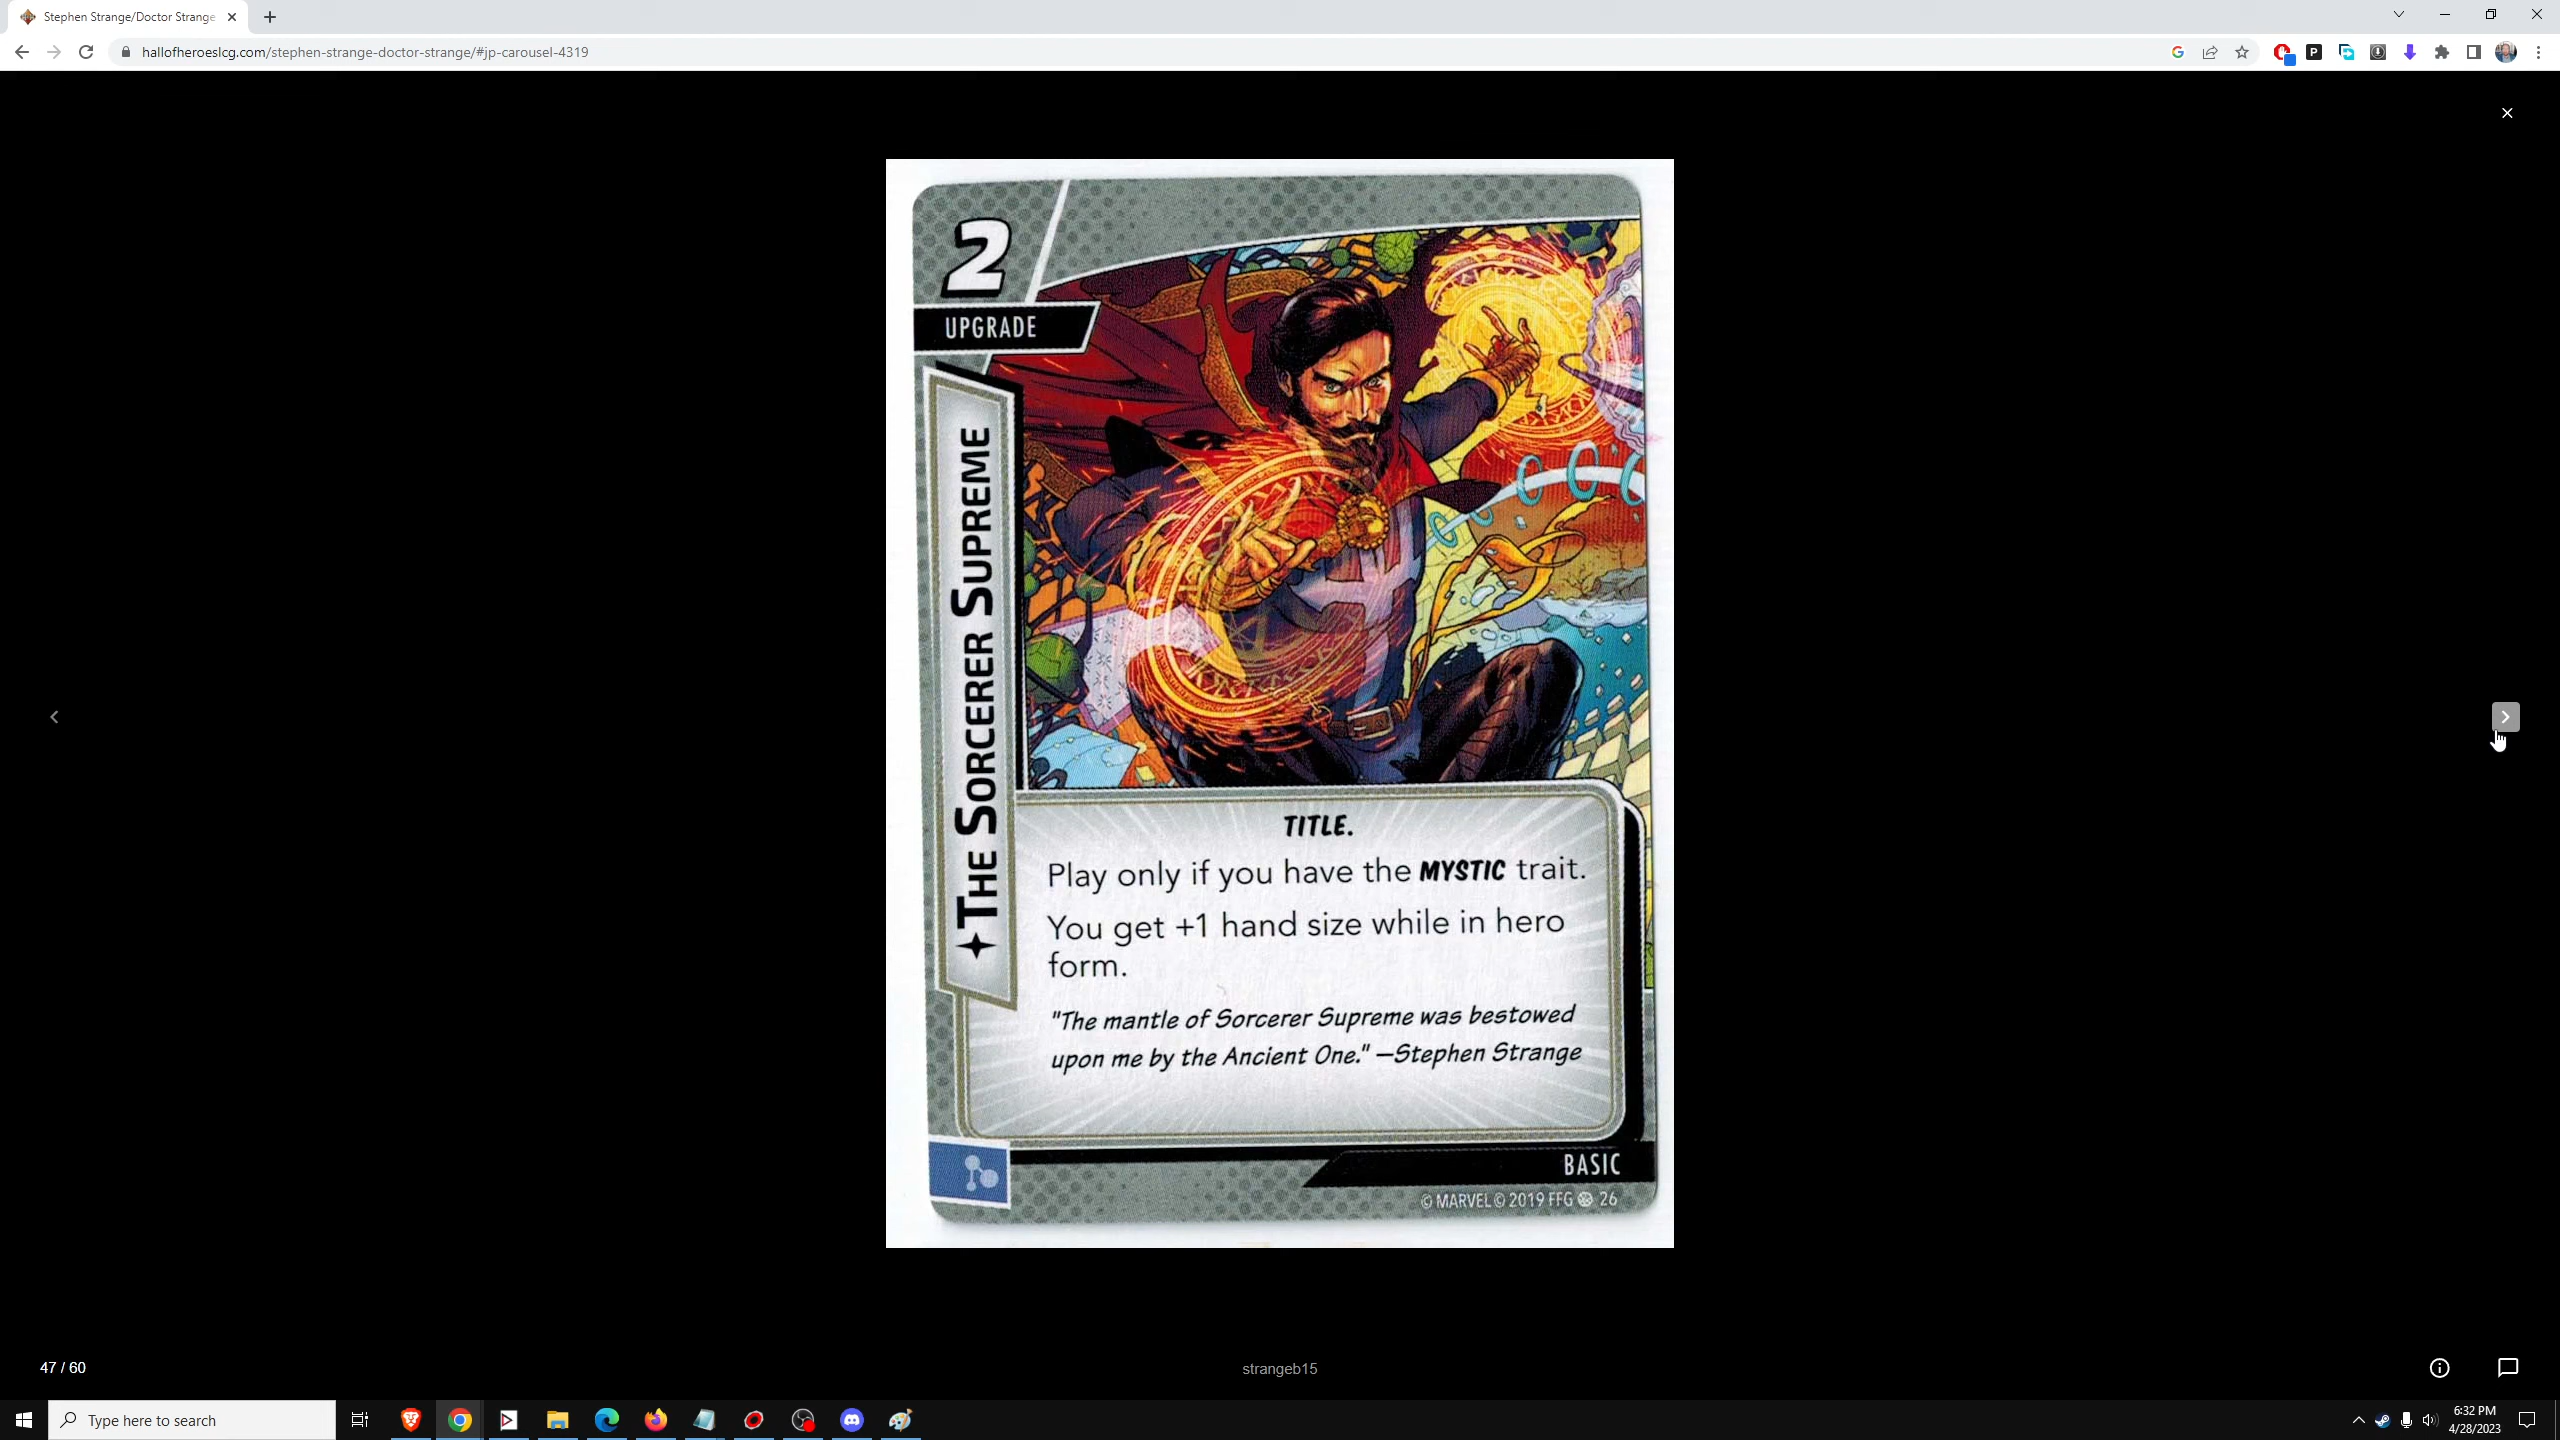 Stephen Strange/Doctor Strange
hallofheroeslcg.com/stephen-strange-doctor-strange/#jp-carousel-4319
2
UPGRADE
THE SORCERER SUPREME
TITLE.
Play only if you have the MYSTIC trait.
You get +1 hand size while in hero
form.
"The mantle of Sorcerer Supreme was bestowed
upon me by the Ancient One." —Stephen Strange
BASIC
© MARVEL © 2019 FFG 26
47 / 60
strangeb15
Type here to search
6:32 PM
4/28/2023